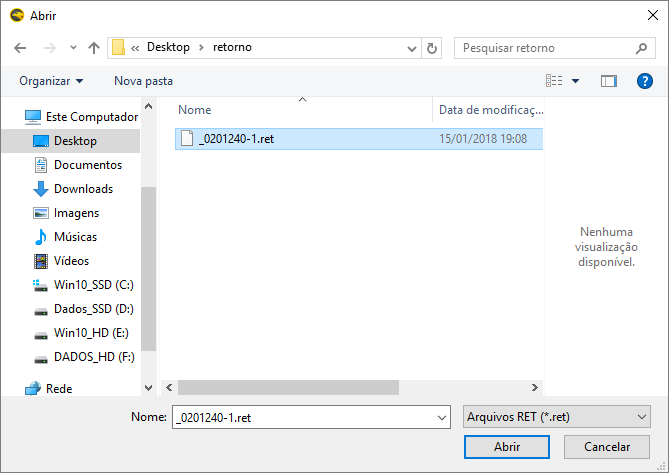 Abrir
« Desktop › retorno
Pesquisar retorno
Organizar
Nova pasta
?
Este Computador
Desktop
Documentos
Downloads
Imagens
Músicas
Vídeos
Win10_SSD (C:)
Dados_SSD (D:)
Win10_HD (E:)
DADOS_HD (F:)
Rede
Nome
Data de modificaç...
_0201240-1.ret
15/01/2018 19:08
Nenhuma
visualização
disponível.
Nome:
_0201240-1.ret
Arquivos RET (*.ret)
Abrir
Cancelar